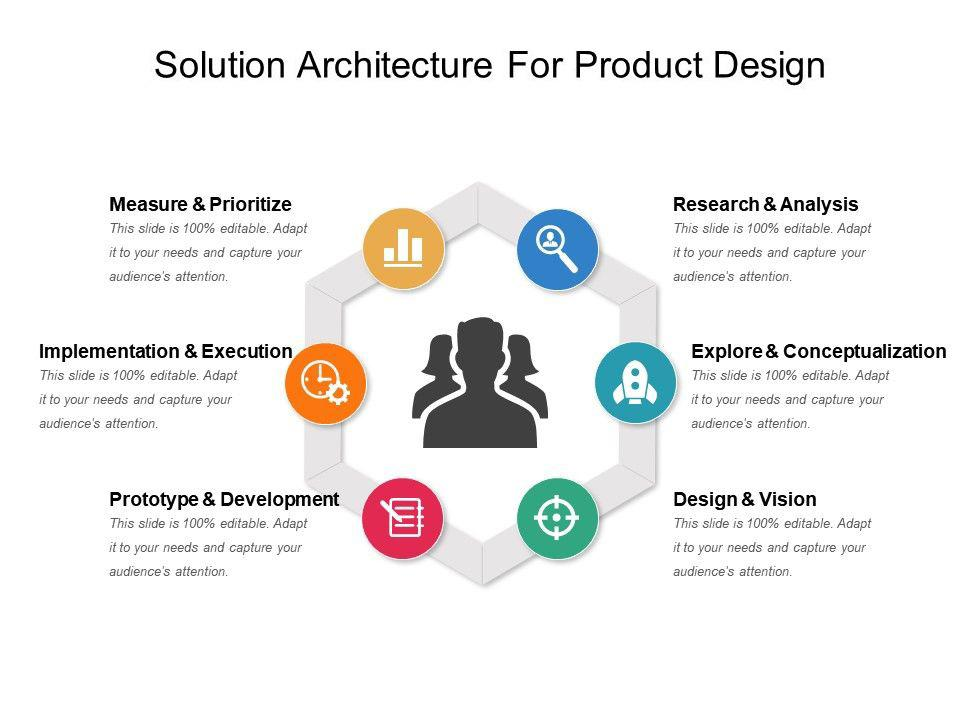 Solution Architecture For Product Design
Measure & Prioritize
This slide is 100% editable. Adapt
it to your needs and capture your
audience's attention.
Research & Analysis
This slide is 100% editable. Adapt
it to your needs and capture your
audience's attention.
Implementation & Execution
This slide is 100% editable. Adapt
it to your needs and capture your
audience's attention.
Explore & Conceptualization
This slide is 100% editable. Adapt
it to your needs and capture your
audience's attention.
Prototype & Development
This slide is 100% editable. Adapt
it to your needs and capture your
audience's attention.
Design & Vision
This slide is 100% editable. Adapt
it to your needs and capture your
audience's attention.